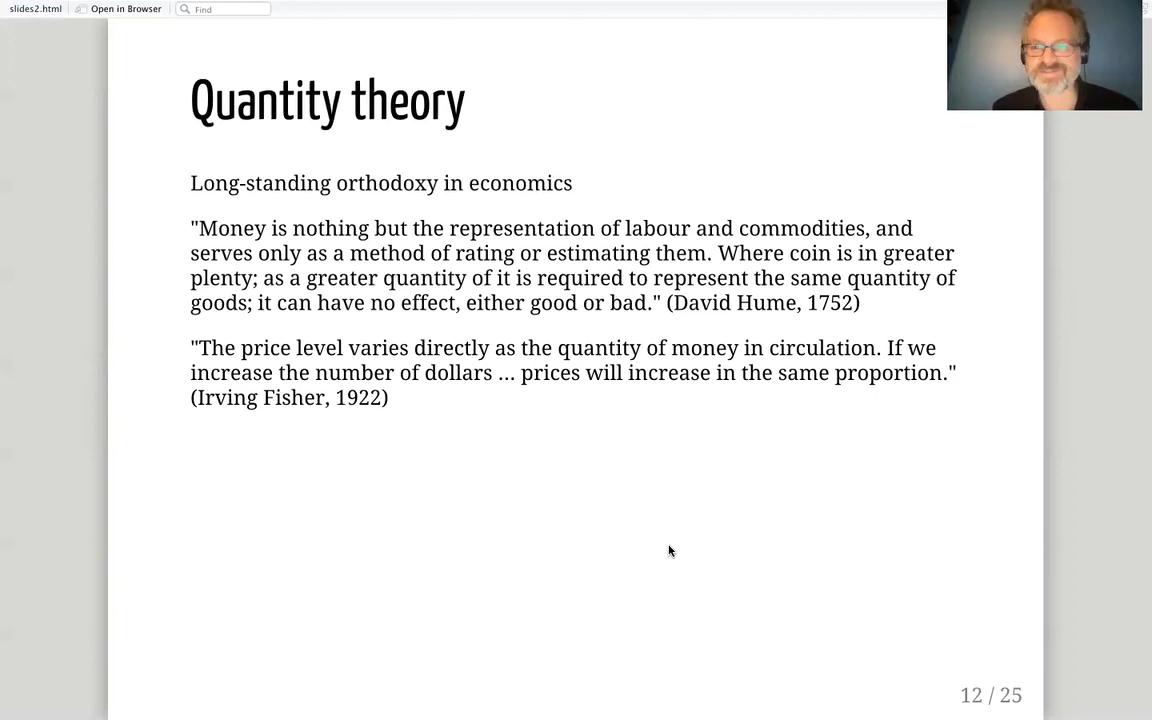 slides2.html Open in Browser Find
Quantity theory
Long-standing orthodoxy in economics
"Money is nothing but the representation of labour and commodities, and
serves only as a method of rating or estimating them. Where coin is in greater
plenty; as a greater quantity of it is required to represent the same quantity of
goods; it can have no effect, either good or bad." (David Hume, 1752)
"The price level varies directly as the quantity of money in circulation. If we
increase the number of dollars ... prices will increase in the same proportion."
(Irving Fisher, 1922)
12 / 25